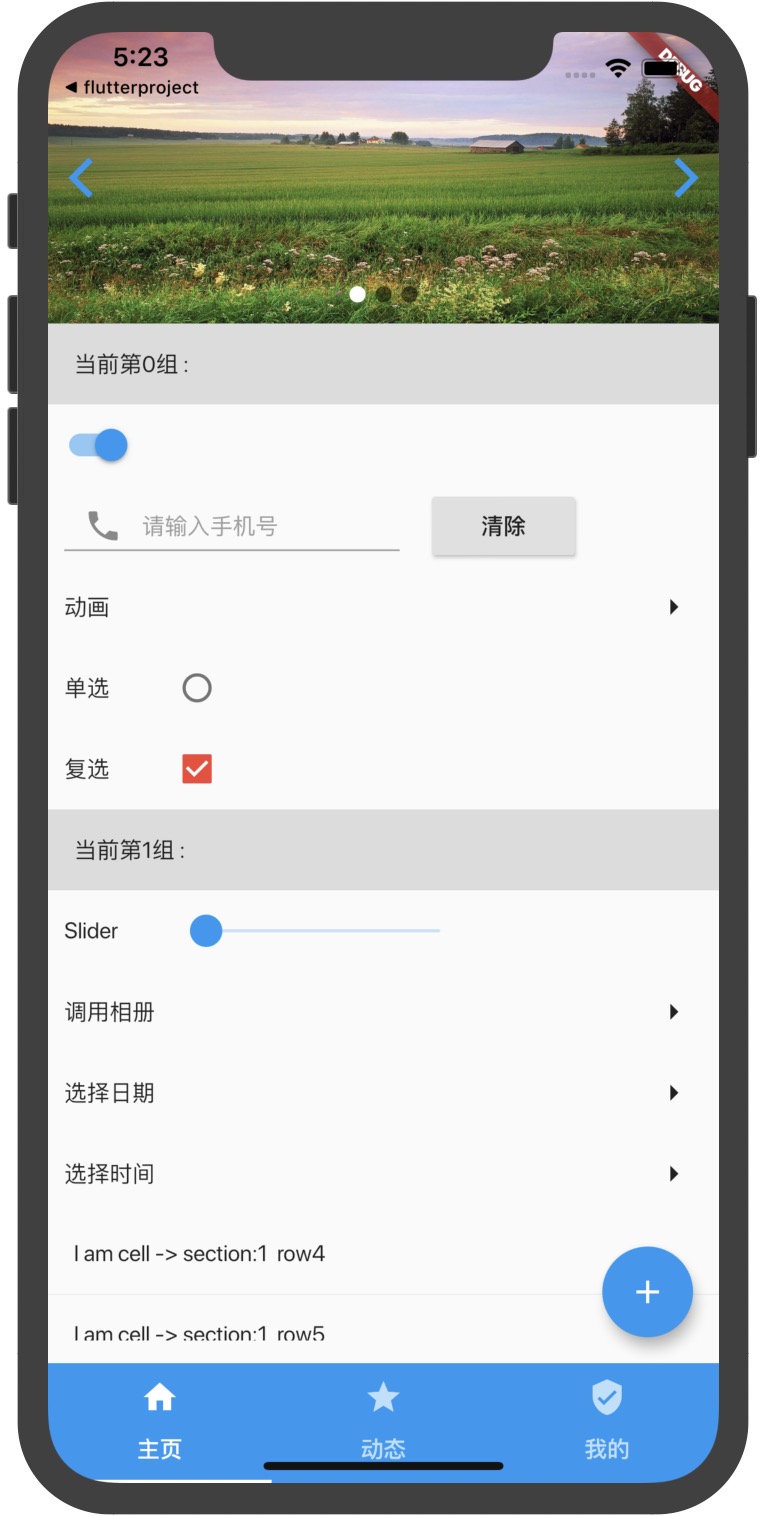 5:23
DEBUG
◀ flutterproject
当前第0组 :
请输入手机号
清除
动画
单选
复选
当前第1组 :
Slider
调用相册
选择日期
选择时间
I am cell -> section:1 row4
I am cell -> section:1 row5
主页
动态
我的